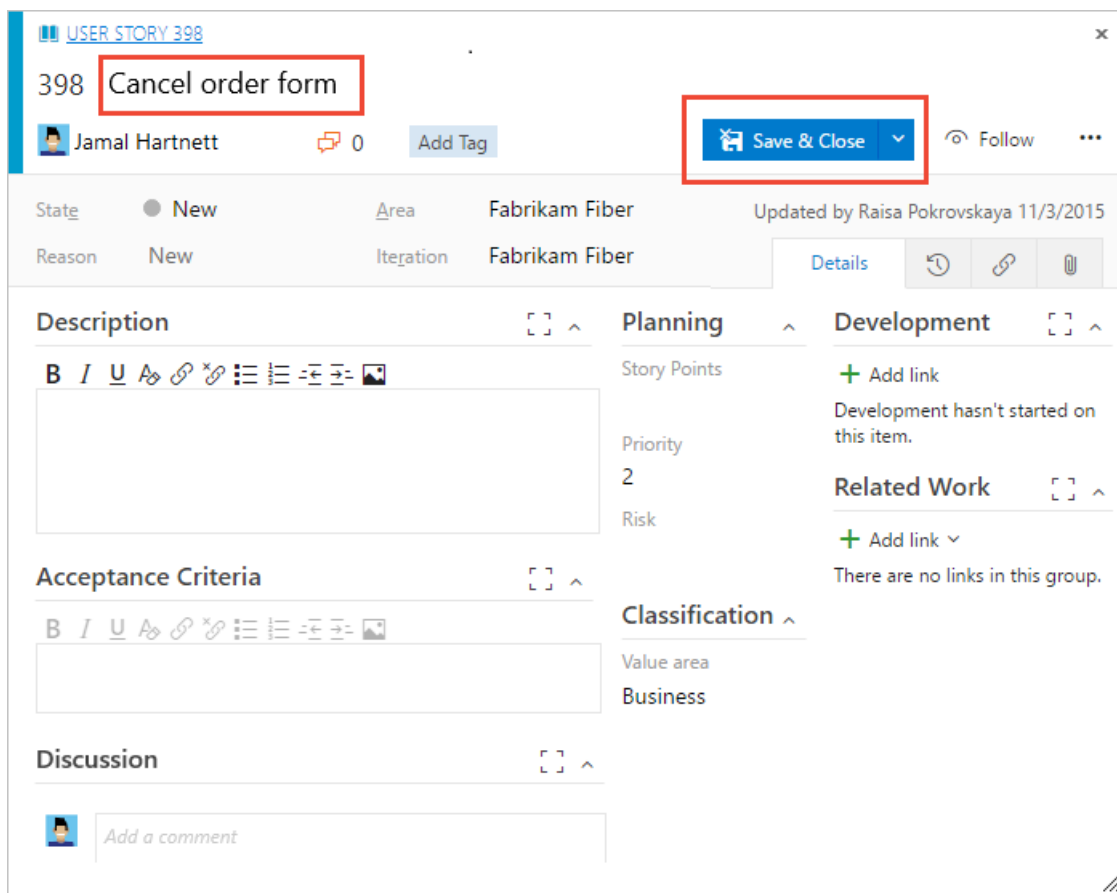 USER STORY 398
398 Cancel order form
Jamal Hartnett 0 Add Tag Save & Close Follow
State New Area Fabrikam Fiber Updated by Raisa Pokrovskaya 11/3/2015
Reason New Iteration Fabrikam Fiber
Details
Description
B I U
Acceptance Criteria
B I U
Discussion
Add a comment
Planning
Story Points
Priority
2
Risk
Classification
Value area
Business
Development
+ Add link
Development hasn't started on
this item.
Related Work
+ Add link
There are no links in this group.